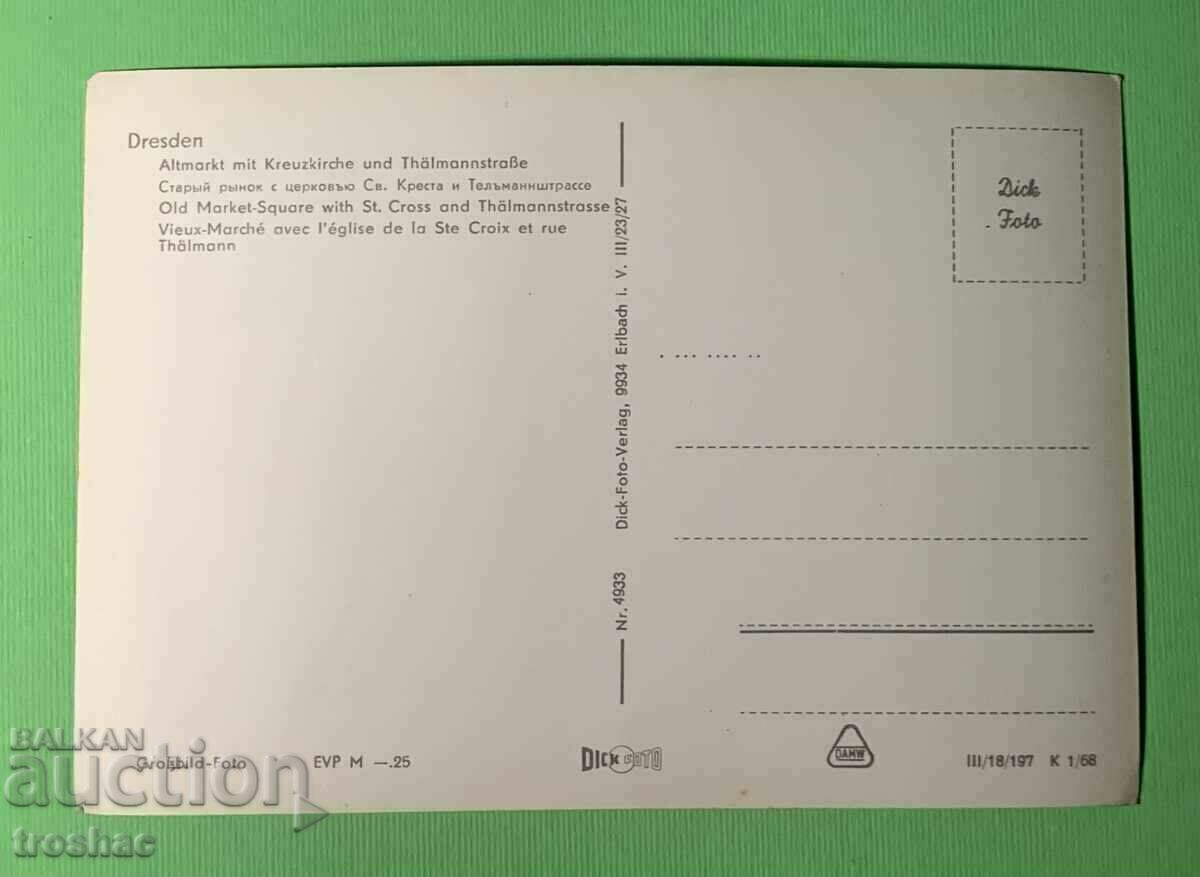 Dresden
Altmarkt mit Kreuzkirche und Thälmannstraße
Старый рынок с церковью Св. Креста и Тельманнштрассе
Old Market-Square with St. Cross and Thälmannstrasse
Vieux-Marché avec l'église de la Ste Croix et rue
Thälmann
Nr. 4933 Dick-Foto-Verlag, 9934 Erlbach i. V. III/23/27
Dick
Foto
Großbild-Foto EVP M —.25
DICK FOTO
DAMW
III/18/197 K 1/68
BALKAN
auction
troshac